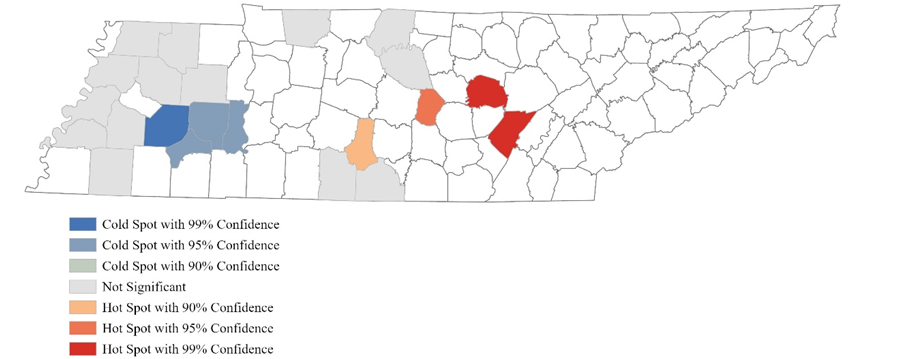 Cold Spot with 99% Confidence
Cold Spot with 95% Confidence
Cold Spot with 90% Confidence
Not Significant
Hot Spot with 90% Confidence
Hot Spot with 95% Confidence
Hot Spot with 99% Confidence